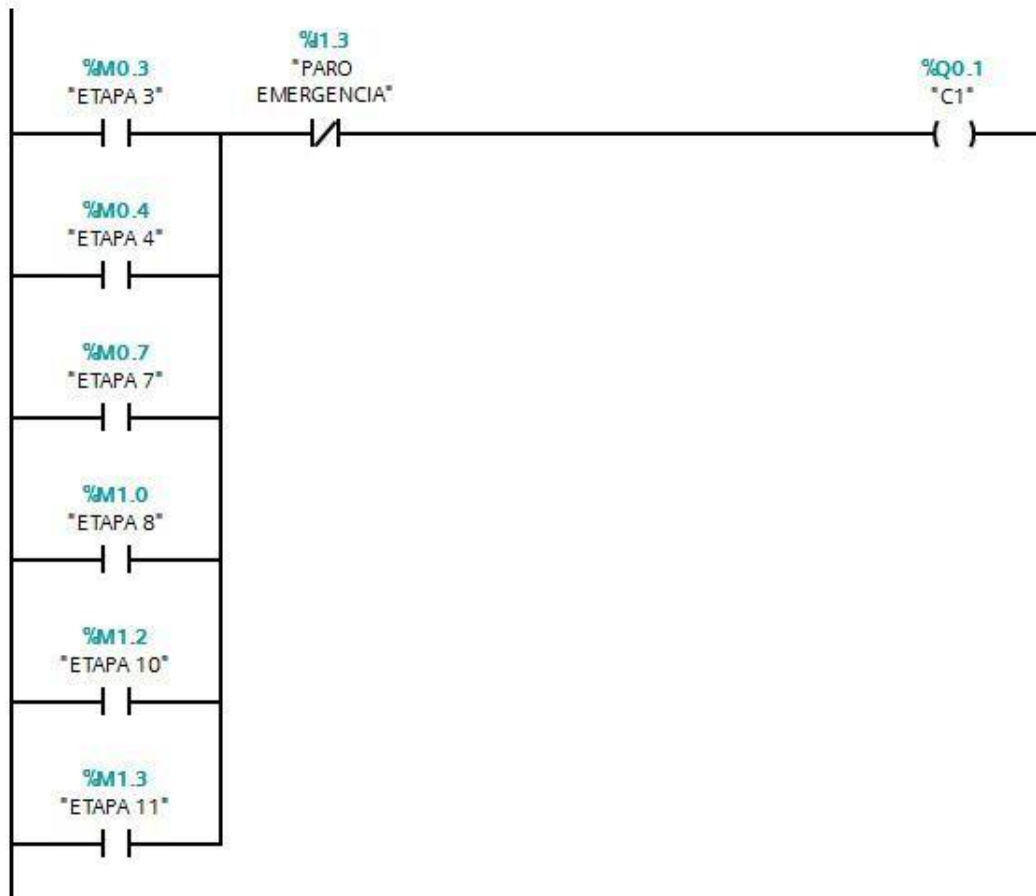 %I1.3
%M0.3
"PARO
%Q0.1
"ETAPA 3"
EMERGENCIA"
"C1"
%M0.4
"ETAPA 4"
%M0.7
"ETAPA 7"
%M1.0
"ETAPA 8"
%M1.2
"ETAPA 10"
%M1.3
"ETAPA 11"